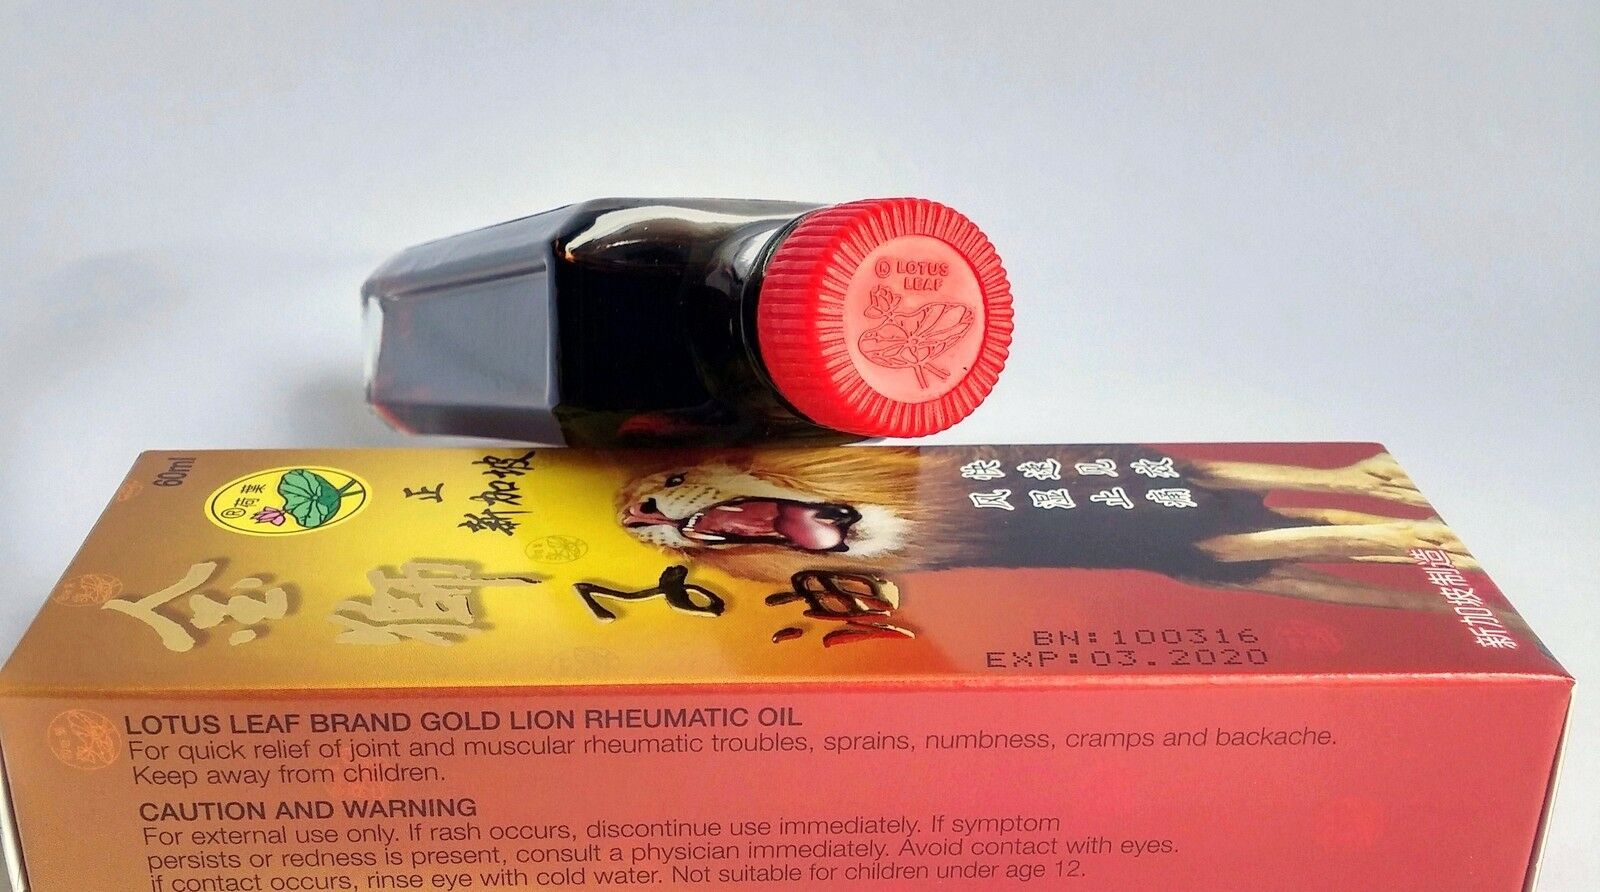 ® LOTUS
LEAF
60ml
®荷葉
正
新加坡
金獅子油
快速见效
风湿止痛
新加坡制造
BN:100316
EXP:03.2020
LOTUS LEAF BRAND GOLD LION RHEUMATIC OIL
For quick relief of joint and muscular rheumatic troubles, sprains, numbness, cramps and backache.
Keep away from children.
CAUTION AND WARNING
For external use only. If rash occurs, discontinue use immediately. If symptom
persists or redness is present, consult a physician immediately. Avoid contact with eyes.
if contact occurs, rinse eye with cold water. Not suitable for children under age 12.